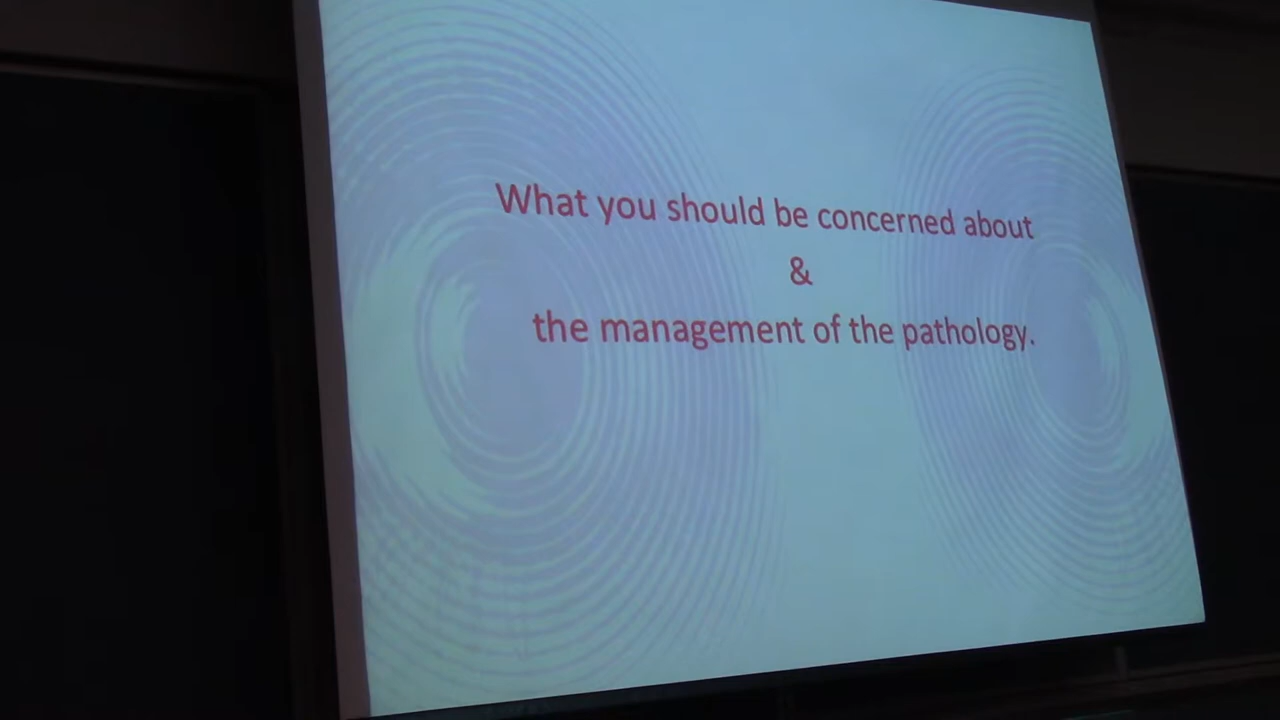 What you should be concerned about
&
the management of the pathology.